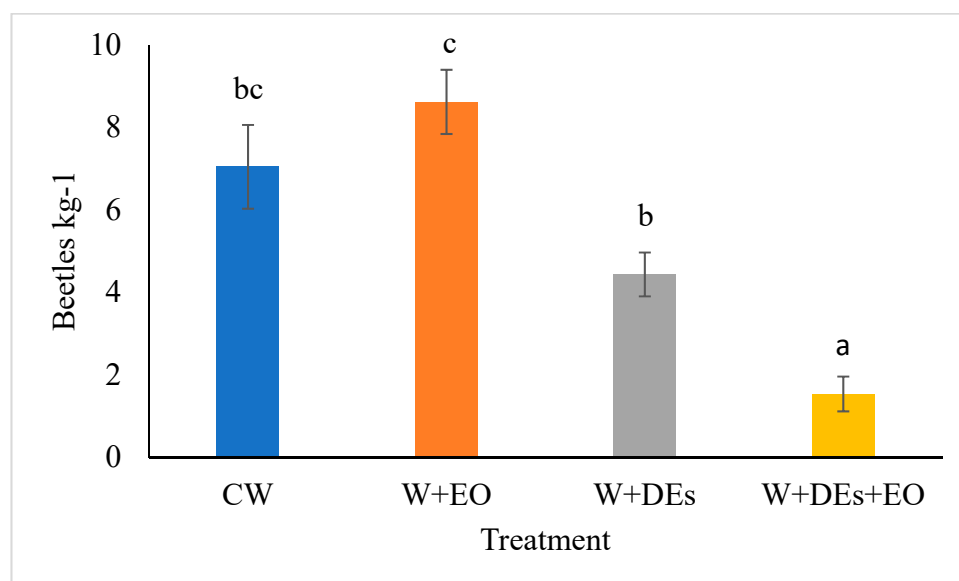 Beetles kg-1
10
8
6
4
2
0
bc
c
b
a
CW
W+EO
W+DEs
W+DEs+EO
Treatment